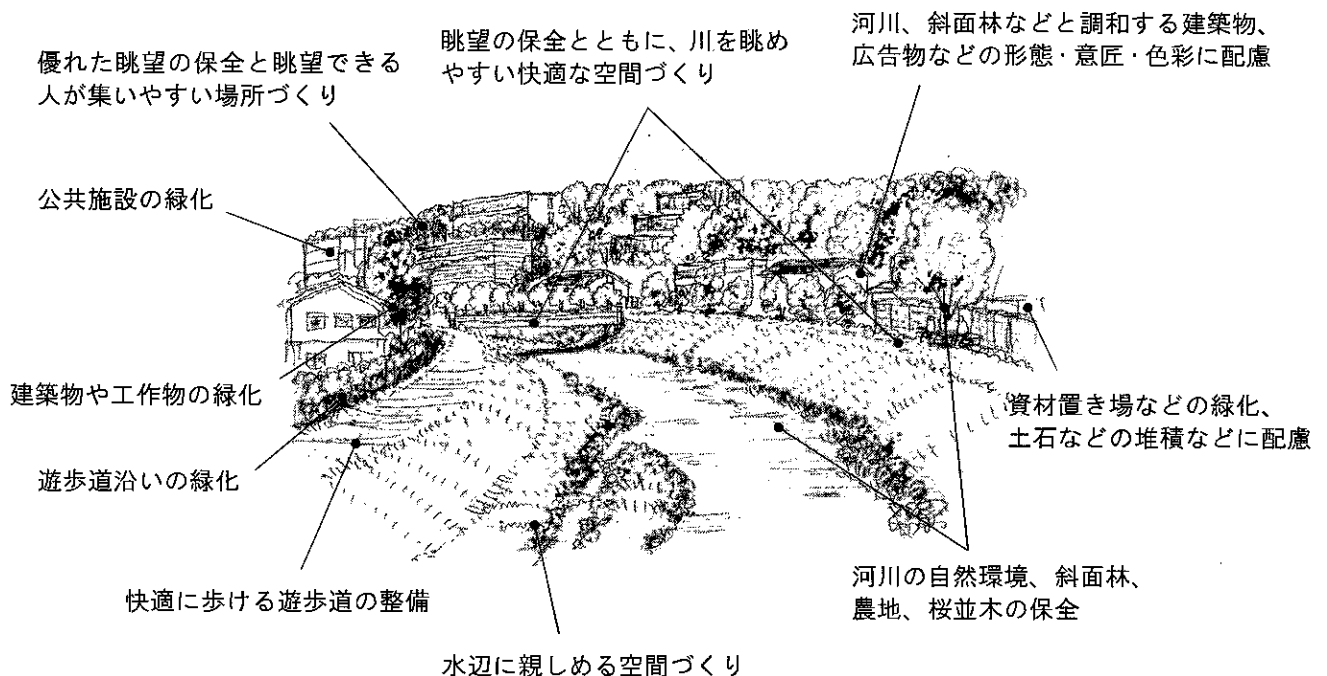 優れた眺望の保全と眺望できる
人が集いやすい場所づくり
眺望の保全とともに、川を眺め
やすい快適な空間づくり
河川、斜面林などと調和する建築物、
広告物などの形態・意匠・色彩に配慮
公共施設の緑化
建築物や工作物の緑化
遊歩道沿いの緑化
快適に歩ける遊歩道の整備
水辺に親しめる空間づくり
資材置き場などの緑化、
土石などの堆積などに配慮
河川の自然環境、斜面林、
農地、桜並木の保全